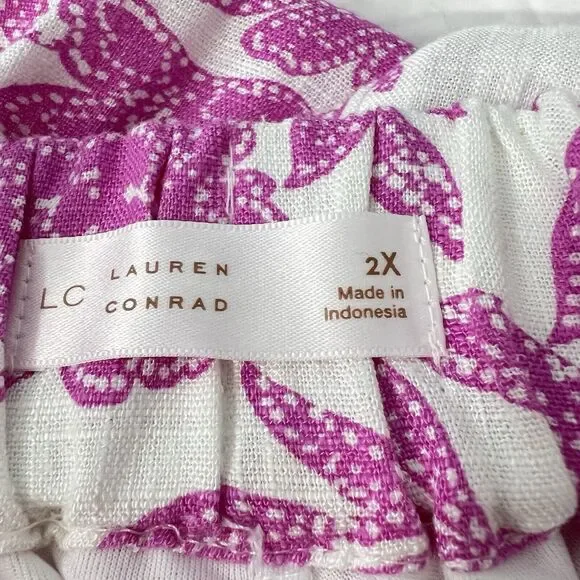 LC
LAUREN
CONRAD
2X
Made in
Indonesia